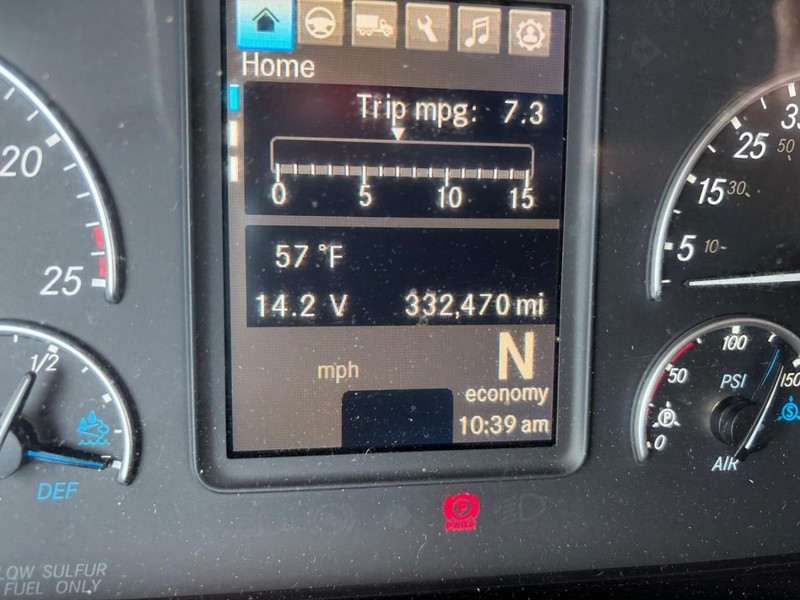 Home
Trip mpg: 7.3
0 5 10 15
57 °F
14.2 V 332,470 mi
mph N
economy
10:39 am
20
25
1/2
DEF
LOW SULFUR
FUEL ONLY
25 50
15 30
5 10
100
50 150
PSI
P S
0
AIR
P
PARK